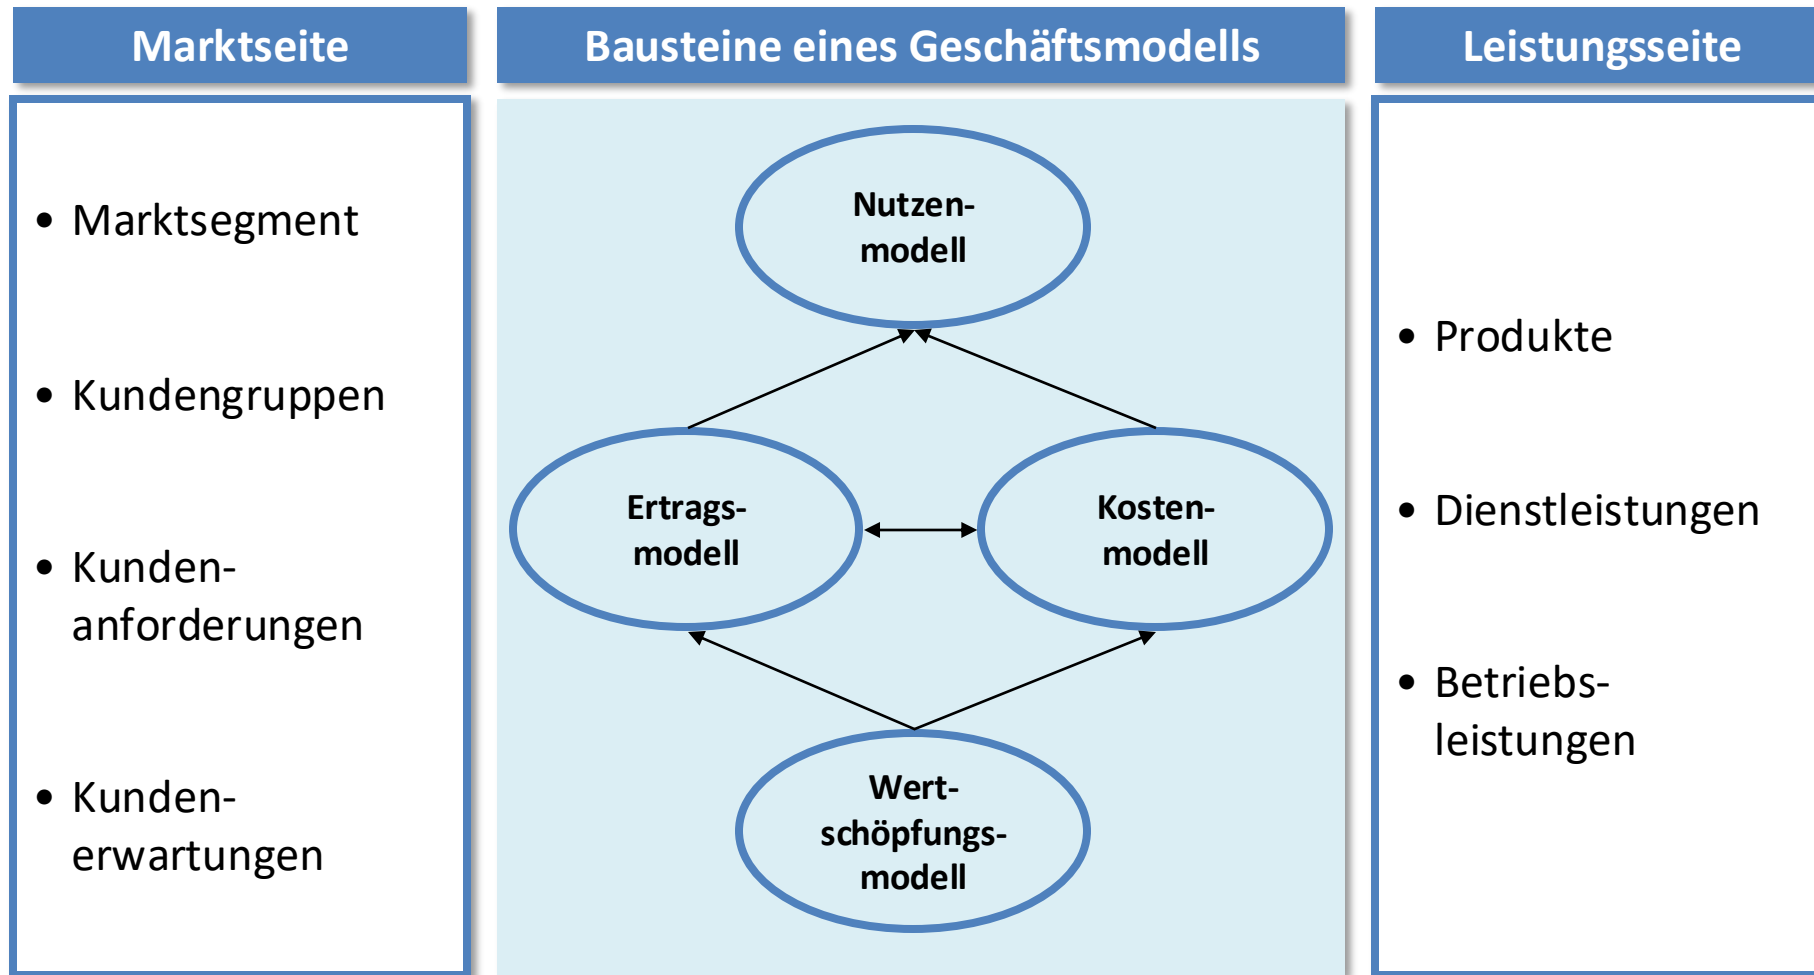 Marktseite
• Marktsegment
• Kundengruppen
• Kunden-
anforderungen
• Kunden-
erwartungen
Bausteine eines Geschäftsmodells
Nutzen-
modell
Ertrags-
modell
Kosten-
modell
Wert-
schöpfungs-
modell
Leistungsseite
• Produkte
• Dienstleistungen
• Betriebs-
leistungen